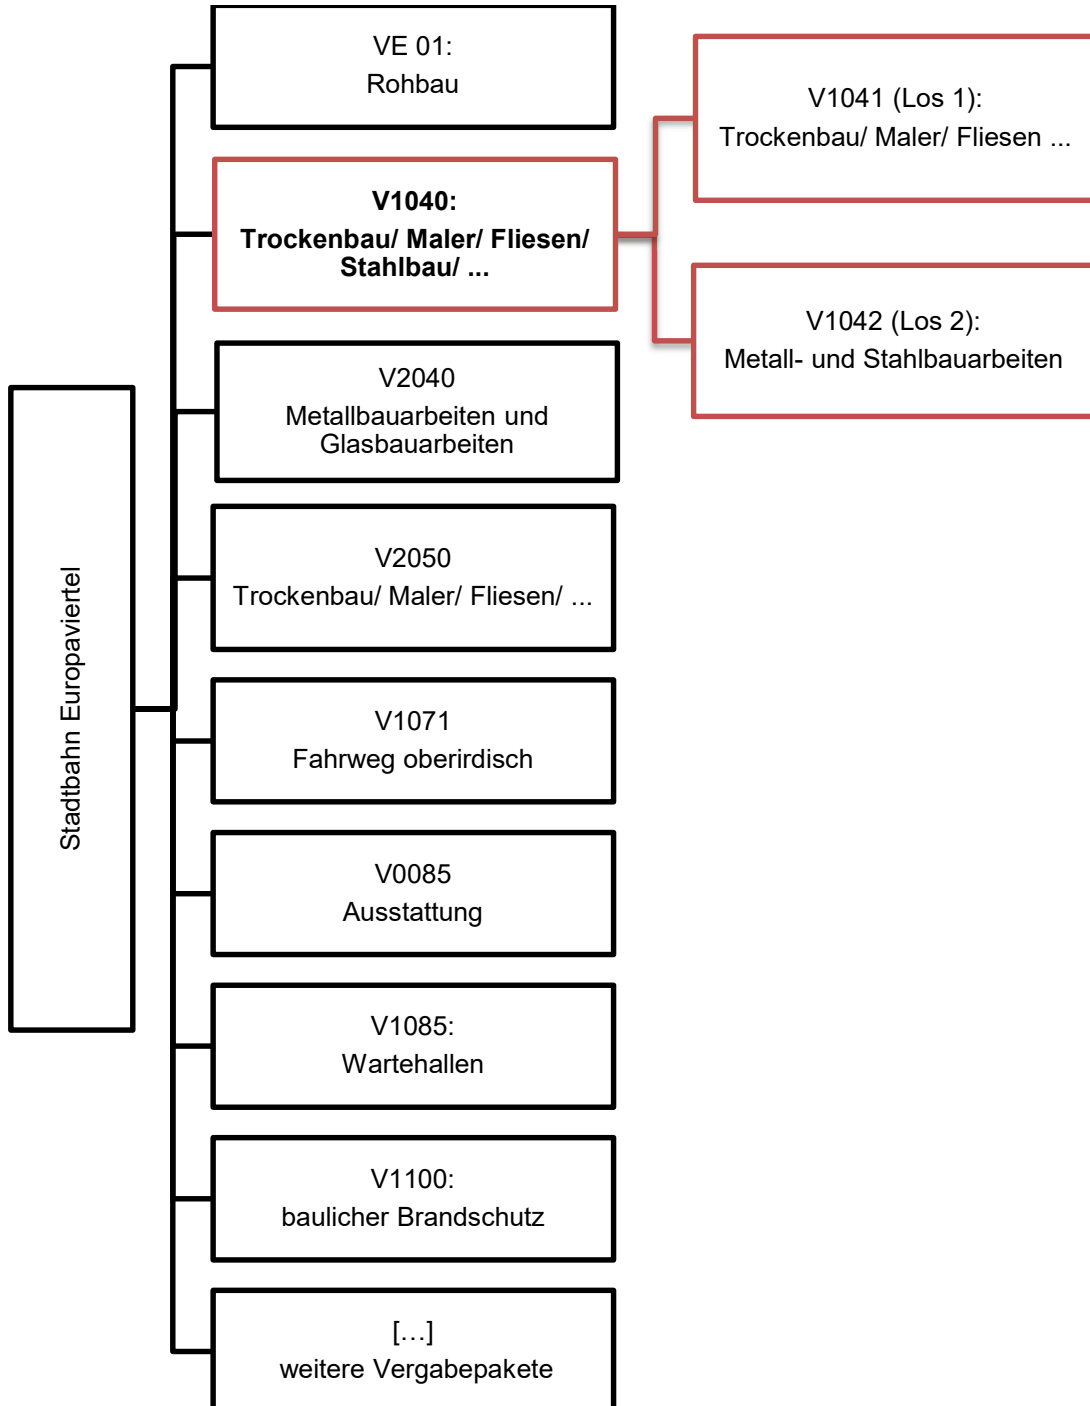 Stadtbahn Europaviertel
VE 01:
Rohbau
V1040:
Trockenbau/ Maler/ Fliesen/
Stahlbau/ ...
V1041 (Los 1):
Trockenbau/ Maler/ Fliesen ...
V1042 (Los 2):
Metall- und Stahlbauarbeiten
V2040
Metallbauarbeiten und
Glasbauarbeiten
V2050
Trockenbau/ Maler/ Fliesen/ ...
V1071
Fahrweg oberirdisch
V0085
Ausstattung
V1085:
Wartehallen
V1100:
baulicher Brandschutz
[…]
weitere Vergabepakete